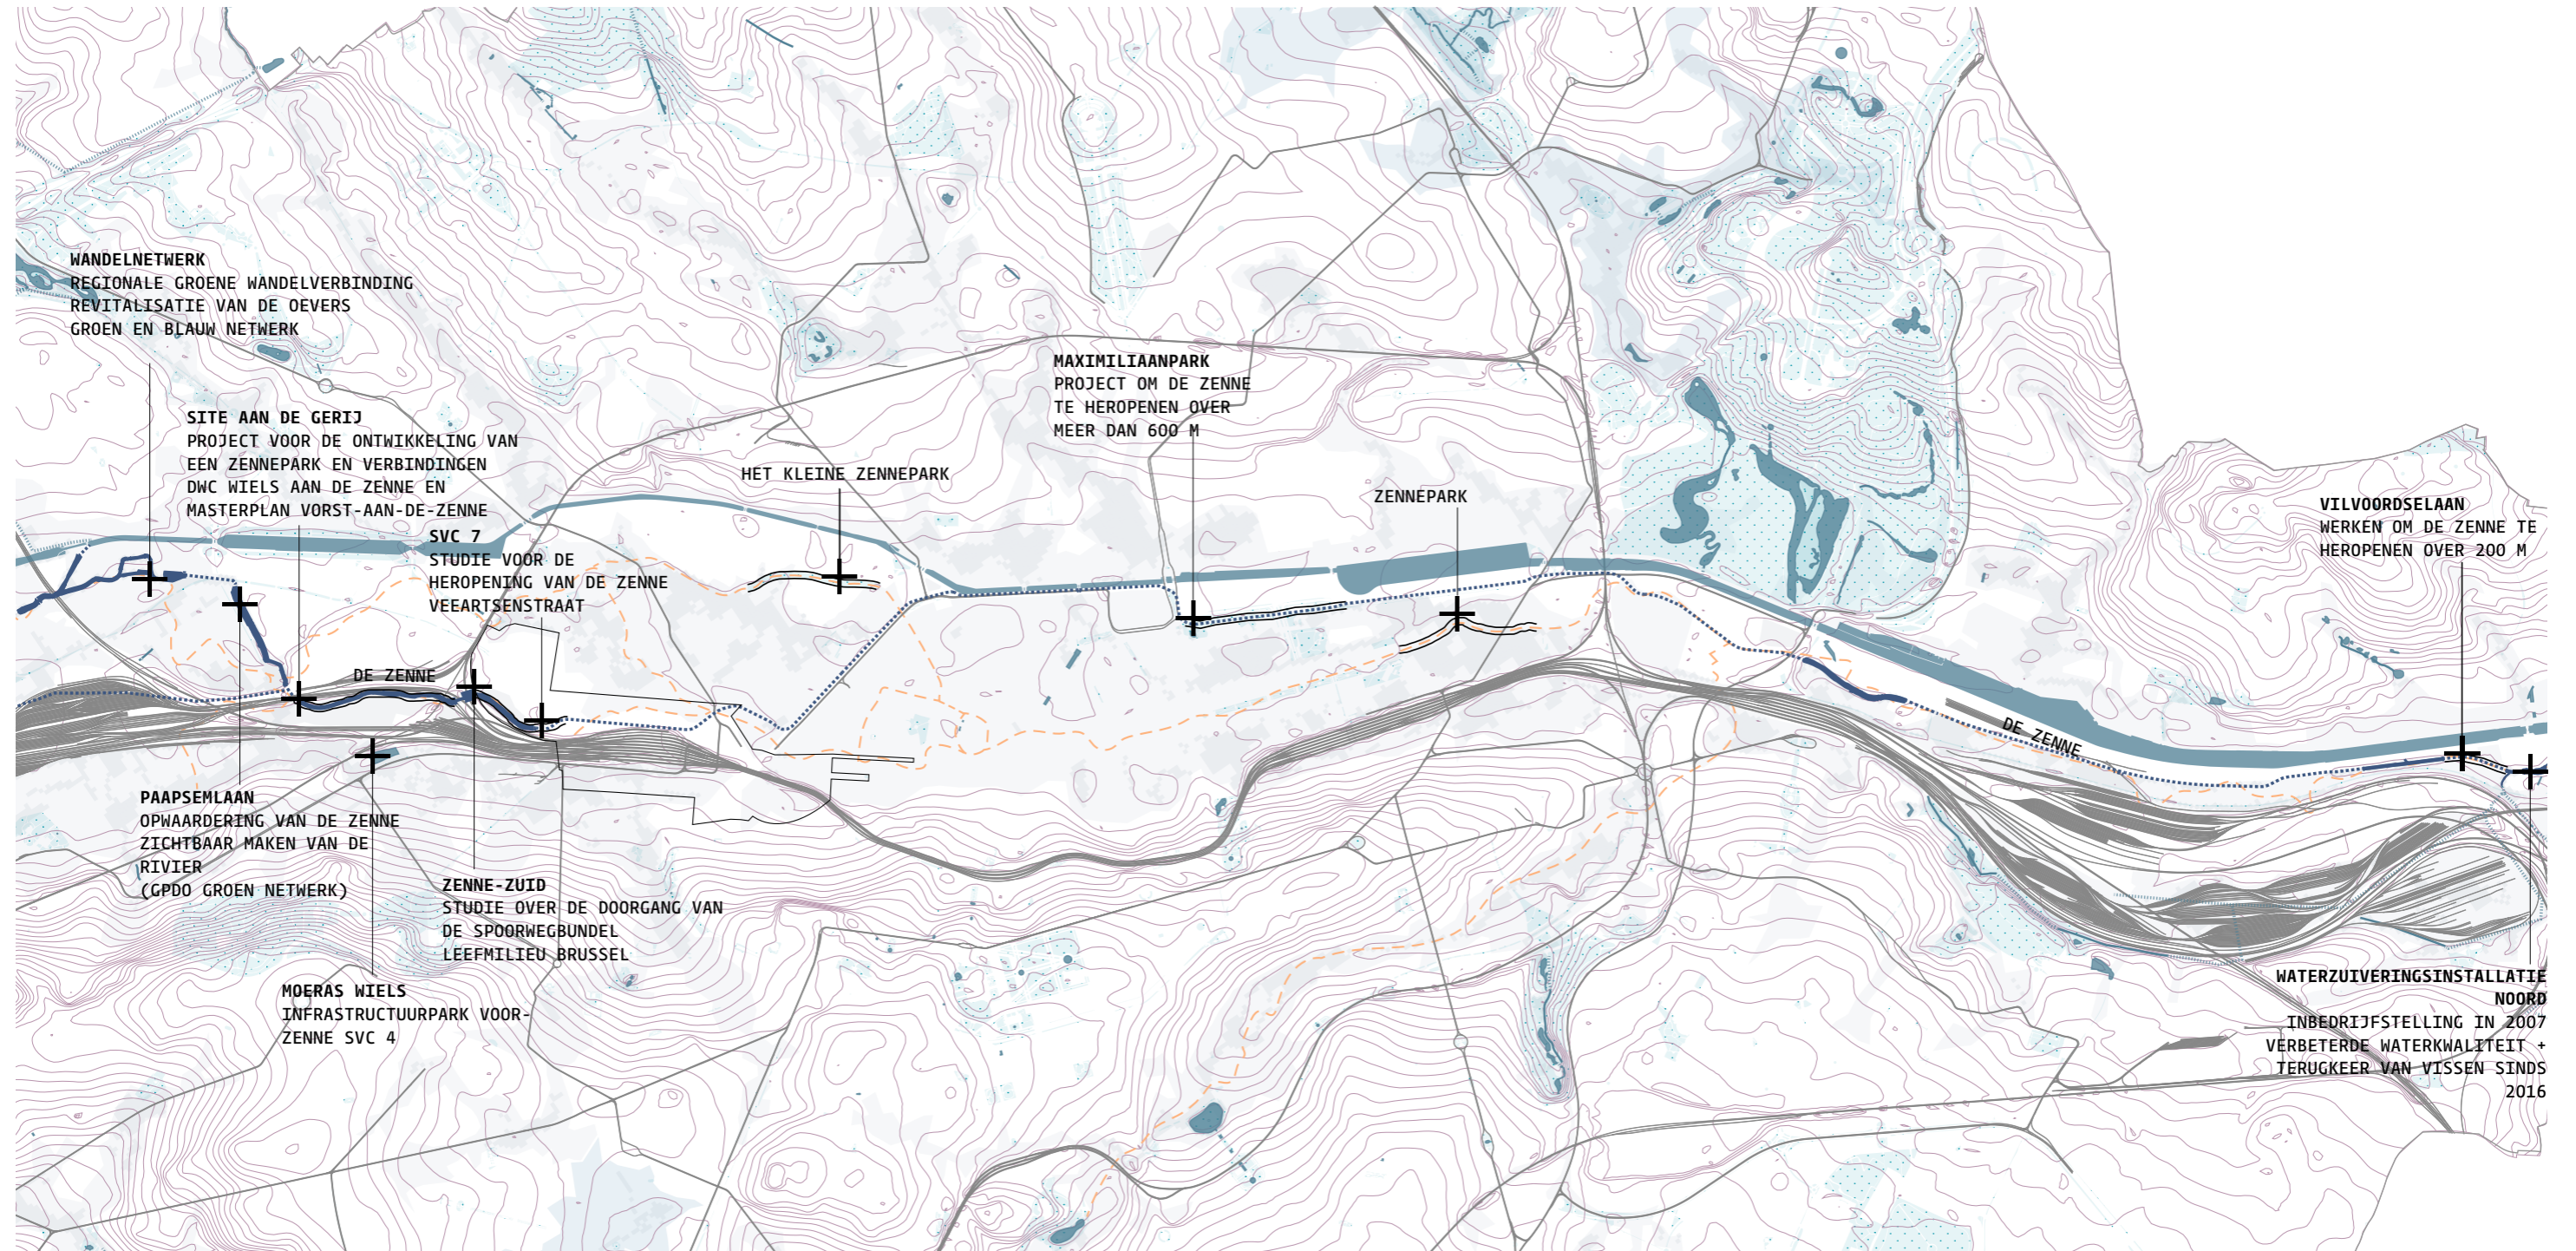 WANDELNETWERK
REGIONALE GROENE WANDELVERBINDING
REVITALISATIE VAN DE OEVERS
GROEN EN BLAUW NETWERK
SITE AAN DE GERIJ
PROJECT VOOR DE ONTWIKKELING VAN
EEN ZENNEPARK EN VERBINDINGEN
DWC WIELS AAN DE ZENNE EN
MASTERPLAN VORST-AAN-DE-ZENNE
SVC 7
STUDIE VOOR DE
HEROPENING VAN DE ZENNE
VEEARTSENSTRAAT
HET KLEINE ZENNEPARK
MAXIMILIAANPARK
PROJECT OM DE ZENNE
TE HEROPENEN OVER
MEER DAN 600 M
ZENNEPARK
VILVOORDSELAAN
WERKEN OM DE ZENNE TE
HEROPENEN OVER 200 M
DE ZENNE
DE ZENNE
PAAPSEMLAAN
OPWAARDERING VAN DE ZENNE
ZICHTBAAR MAKEN VAN DE
RIVIER
(GPDO GROEN NETWERK)
ZENNE-ZUID
STUDIE OVER DE DOORGANG VAN
DE SPOORWEGBUNDEL
LEEFMILIEU BRUSSEL
MOERAS WIELS
INFRASTRUCTUURPARK VOOR-
ZENNE SVC 4
WATERZUIVERINGSINSTALLATIE
NOORD
INBEDRIJFSTELLING IN 2007
VERBETERDE WATERKWALITEIT +
TERUGKEER VAN VISSEN SINDS
2016